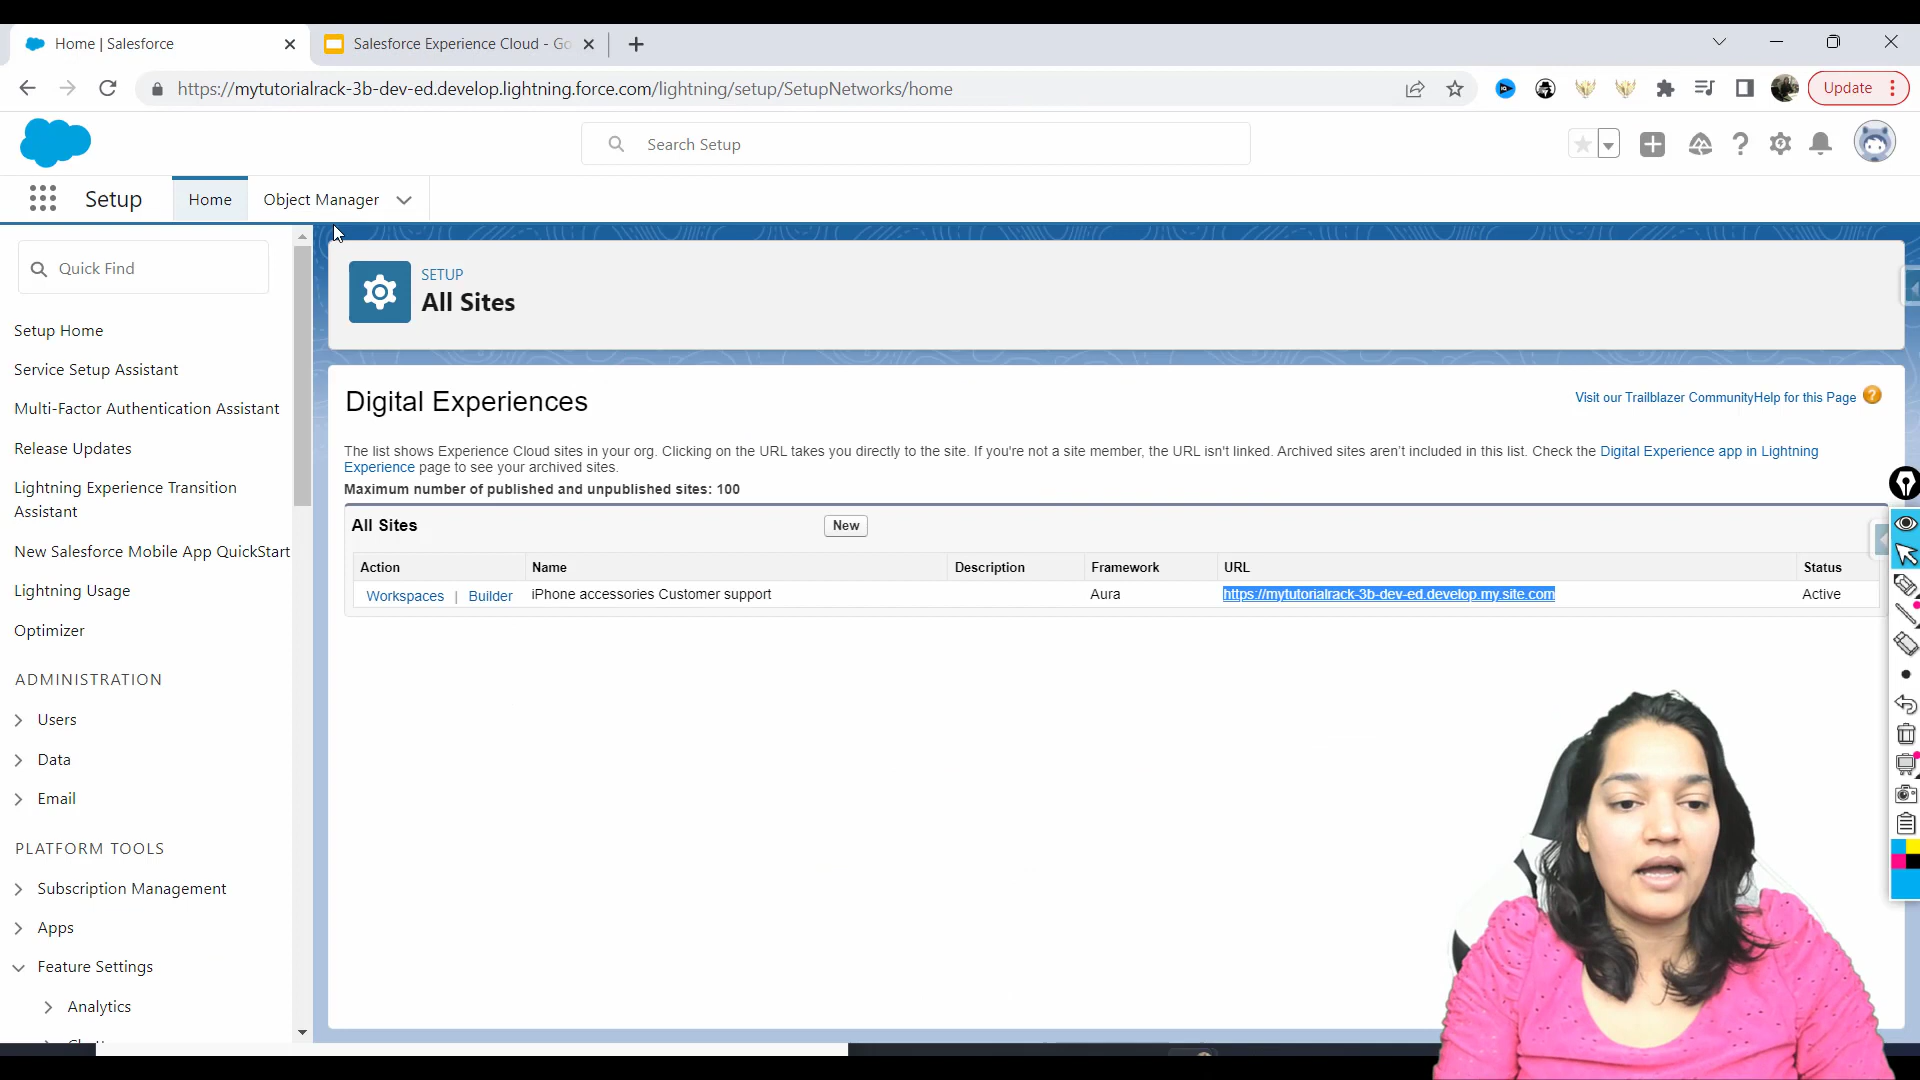 Home | Salesforce
Salesforce Experience Cloud - Go
https://mytutorialrack-3b-dev-ed.develop.lightning.force.com/lightning/setup/SetupNetworks/home
Update
Search Setup
Setup
Home
Object Manager
Quick Find
Setup Home
Service Setup Assistant
Multi-Factor Authentication Assistant
Release Updates
Lightning Experience Transition
Assistant
New Salesforce Mobile App QuickStart
Lightning Usage
Optimizer
ADMINISTRATION
Users
Data
Email
PLATFORM TOOLS
Subscription Management
Apps
Feature Settings
Analytics
SETUP
All Sites
Digital Experiences
Visit our Trailblazer CommunityHelp for this Page ?
The list shows Experience Cloud sites in your org. Clicking on the URL takes you directly to the site. If you're not a site member, the URL isn't linked. Archived sites aren't included in this list. Check the Digital Experience app in Lightning
Experience page to see your archived sites.
Maximum number of published and unpublished sites: 100
All Sites
New
Action Name Description Framework URL Status
Workspaces | Builder iPhone accessories Customer support Aura https://mytutorialrack-3b-dev-ed.develop.my.site.com Active